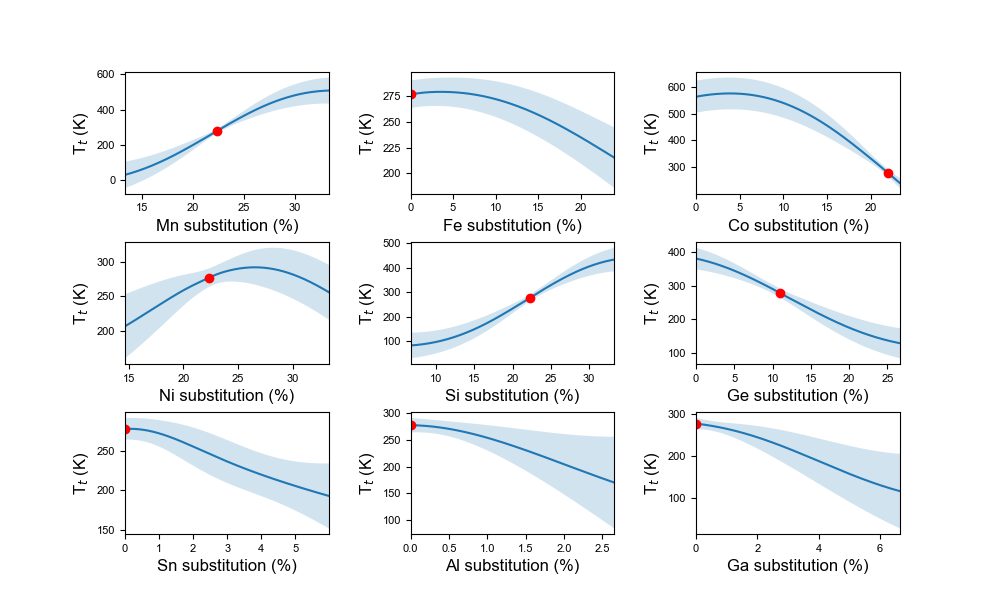 600
400
200
0
T_t (K)
15 20 25 30
Mn substitution (%)
275
250
225
200
T_t (K)
0 5 10 15 20
Fe substitution (%)
600
500
400
300
T_t (K)
0 5 10 15 20
Co substitution (%)
300
250
200
T_t (K)
15 20 25 30
Ni substitution (%)
500
400
300
200
100
T_t (K)
10 15 20 25 30
Si substitution (%)
400
300
200
100
T_t (K)
0 5 10 15 20 25
Ge substitution (%)
250
200
150
T_t (K)
0 1 2 3 4 5
Sn substitution (%)
300
250
200
150
100
T_t (K)
0.0 0.5 1.0 1.5 2.0 2.5
Al substitution (%)
300
200
100
T_t (K)
0 2 4 6
Ga substitution (%)